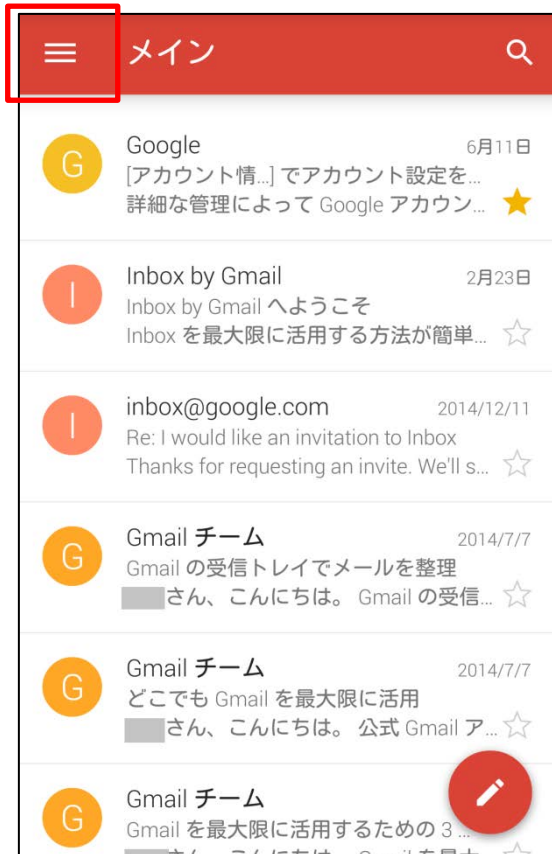 メイン
G
Google
6月11日
[アカウント情...] でアカウント設定を...
詳細な管理によって Google アカウン...
I
Inbox by Gmail
2月23日
Inbox by Gmail へようこそ
Inbox を最大限に活用する方法が簡単...
I
inbox@google.com
2014/12/11
Re: I would like an invitation to Inbox
Thanks for requesting an invite. We'll s...
G
Gmail チーム
2014/7/7
Gmail の受信トレイでメールを整理
さん、こんにちは。 Gmail の受信...
G
Gmail チーム
2014/7/7
どこでも Gmail を最大限に活用
さん、こんにちは。 公式 Gmail ア...
G
Gmail チーム
Gmail を最大限に活用するための 3 ...